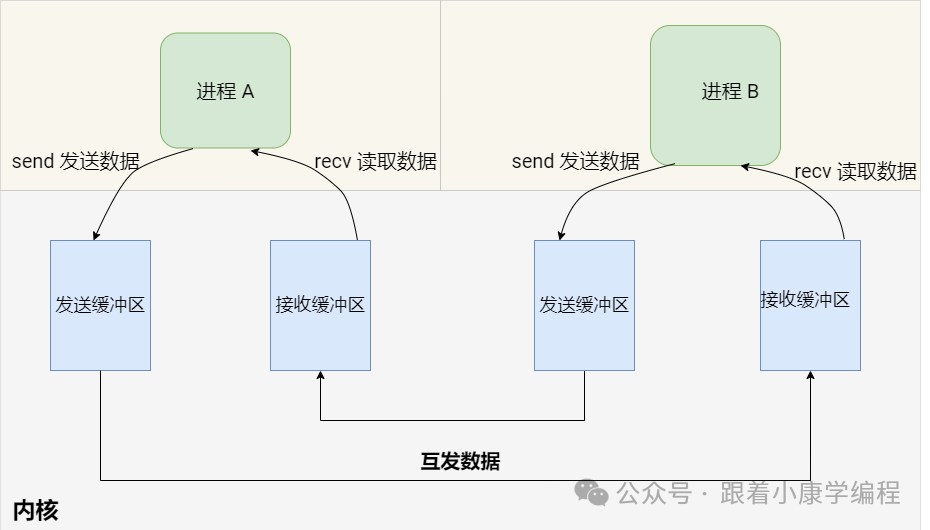 进程 A
进程 B
send 发送数据
recv 读取数据
send 发送数据
recv 读取数据
发送缓冲区
接收缓冲区
发送缓冲区
接收缓冲区
互发数据
内核
公众号 · 跟着小康学编程